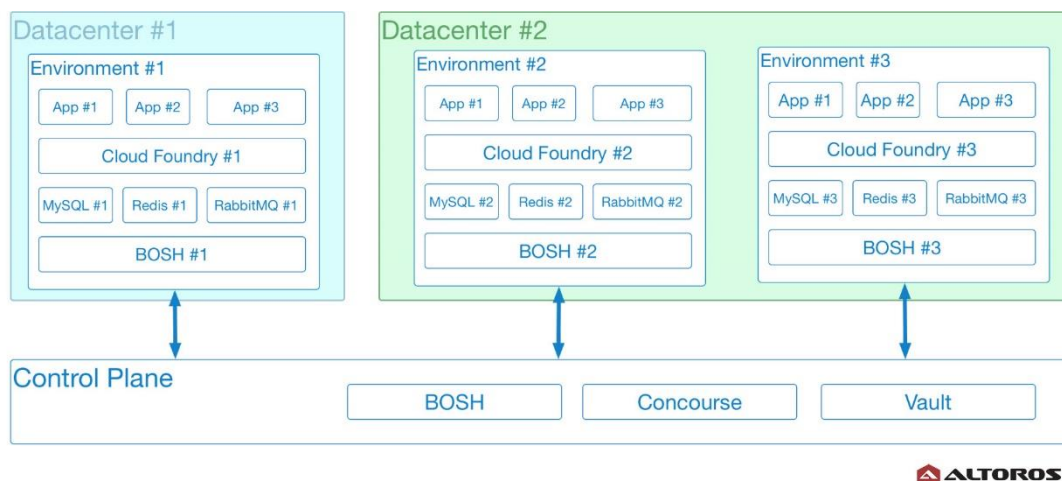 Datacenter #1
Environment #1
App #1 App #2 App #3
Cloud Foundry #1
MySQL #1 Redis #1 RabbitMQ #1
BOSH #1
Datacenter #2
Environment #2
App #1 App #2 App #3
Cloud Foundry #2
MySQL #2 Redis #2 RabbitMQ #2
BOSH #2
Environment #3
App #1 App #2 App #3
Cloud Foundry #3
MySQL #3 Redis #3 RabbitMQ #3
BOSH #3
Control Plane
BOSH Concourse Vault
ALTOROS